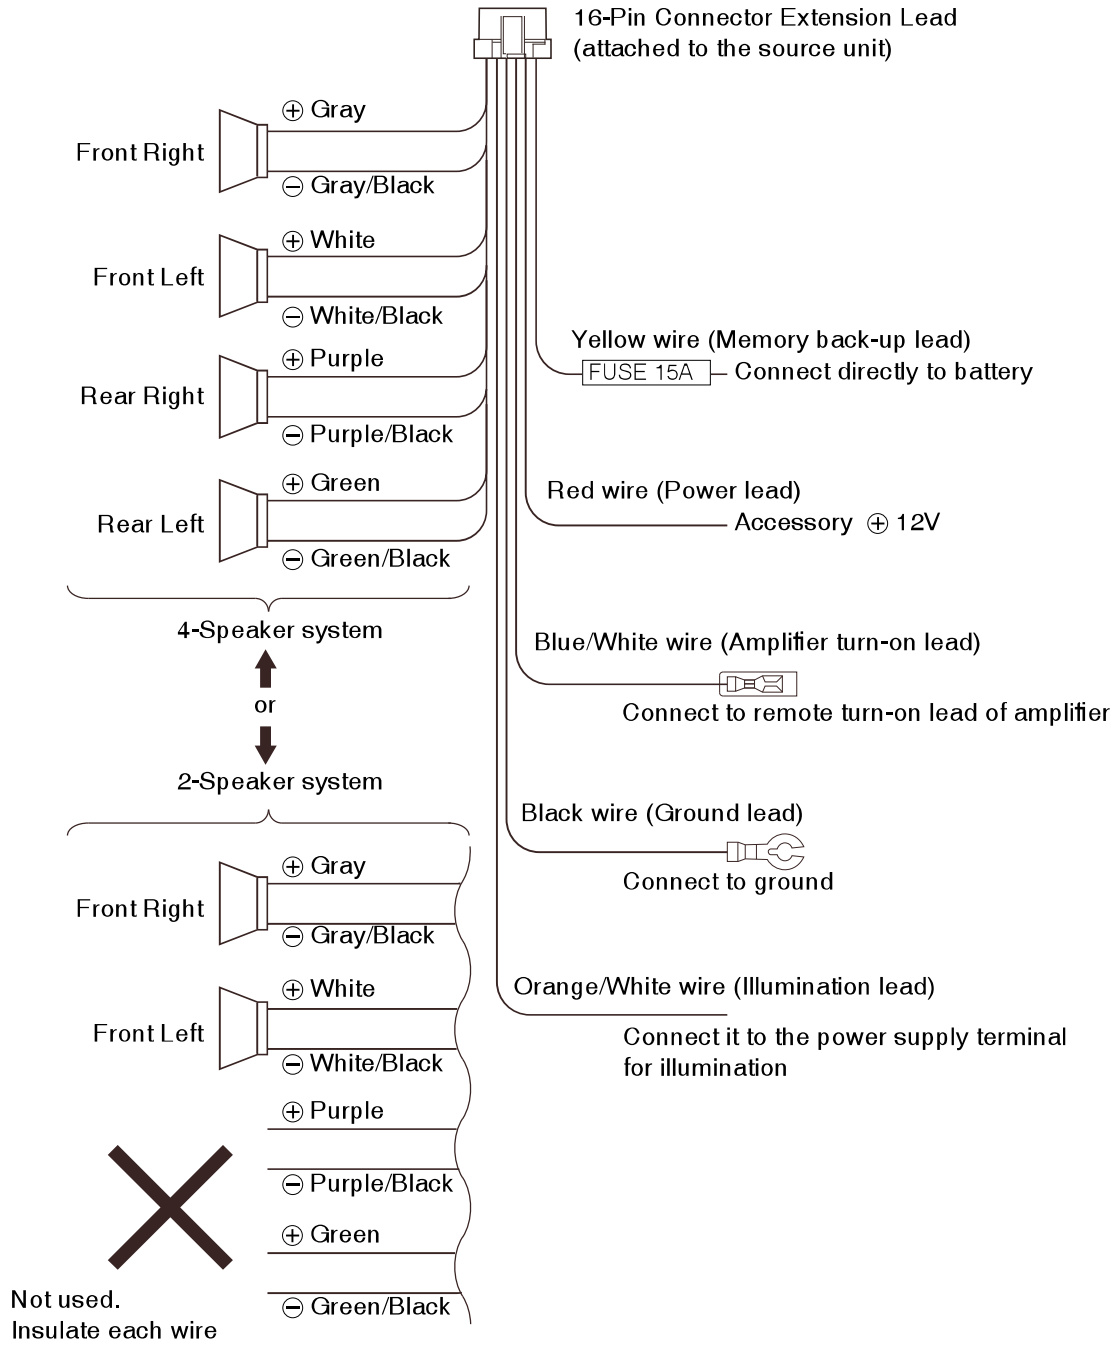 16-Pin Connector Extension Lead
(attached to the source unit)
⊕ Gray
Front Right
⊖ Gray/Black
⊕ White
Front Left
⊖ White/Black
⊕ Purple
Rear Right
⊖ Purple/Black
⊕ Green
Rear Left
⊖ Green/Black
4-Speaker system
or
2-Speaker system
⊕ Gray
Front Right
⊖ Gray/Black
⊕ White
Front Left
⊖ White/Black
⊕ Purple
⊖ Purple/Black
⊕ Green
⊖ Green/Black
Not used.
Insulate each wire
Yellow wire (Memory back-up lead)
FUSE 15A
Connect directly to battery
Red wire (Power lead)
Accessory ⊕ 12V
Blue/White wire (Amplifier turn-on lead)
Connect to remote turn-on lead of amplifier
Black wire (Ground lead)
Connect to ground
Orange/White wire (Illumination lead)
Connect it to the power supply terminal
for illumination